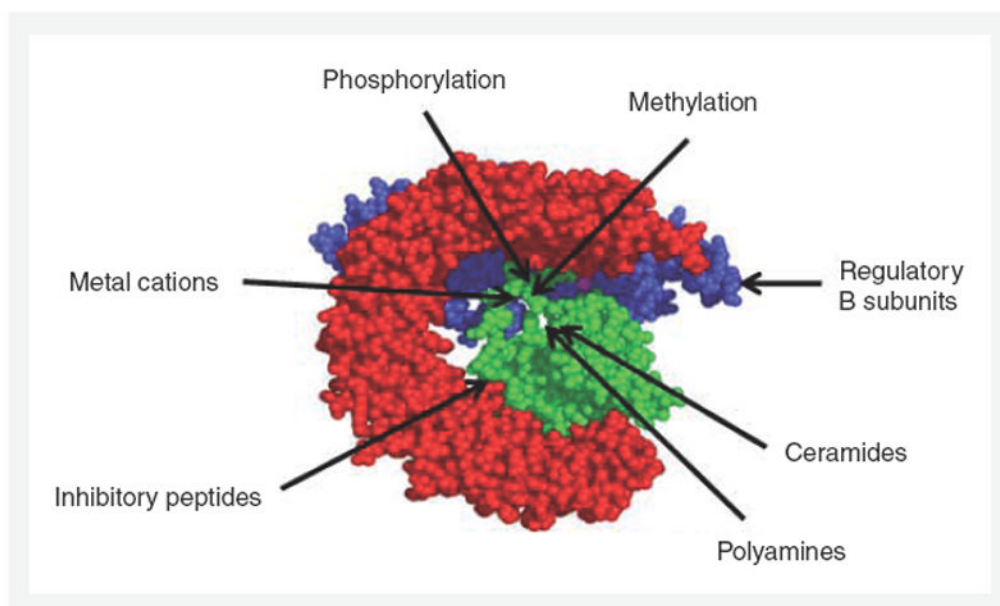 Phosphorylation
Methylation
Metal cations
Regulatory
B subunits
Ceramides
Inhibitory peptides
Polyamines